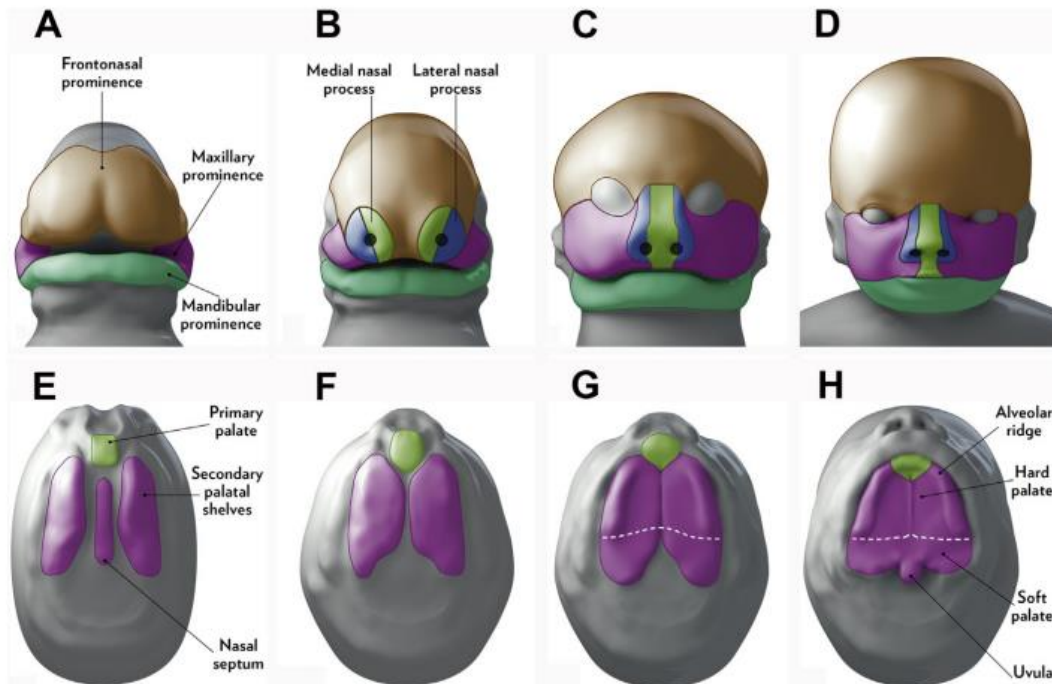 A
B
C
D
Frontonasal
prominence
Maxillary
prominence
Mandibular
prominence
Medial nasal
process
Lateral nasal
process
E
F
G
H
Primary
palate
Secondary
palatal
shelves
Nasal
septum
Alveolar
ridge
Hard
palate
Soft
palate
Uvula